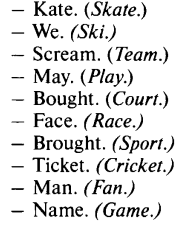 – Kate. (Skate.)
– We. (Ski.)
– Scream. (Team.)
– May. (Play.)
– Bought. (Court.)
– Face. (Race.)
– Brought. (Sport.)
– Ticket. (Cricket.)
– Man. (Fan.)
– Name. (Game.)